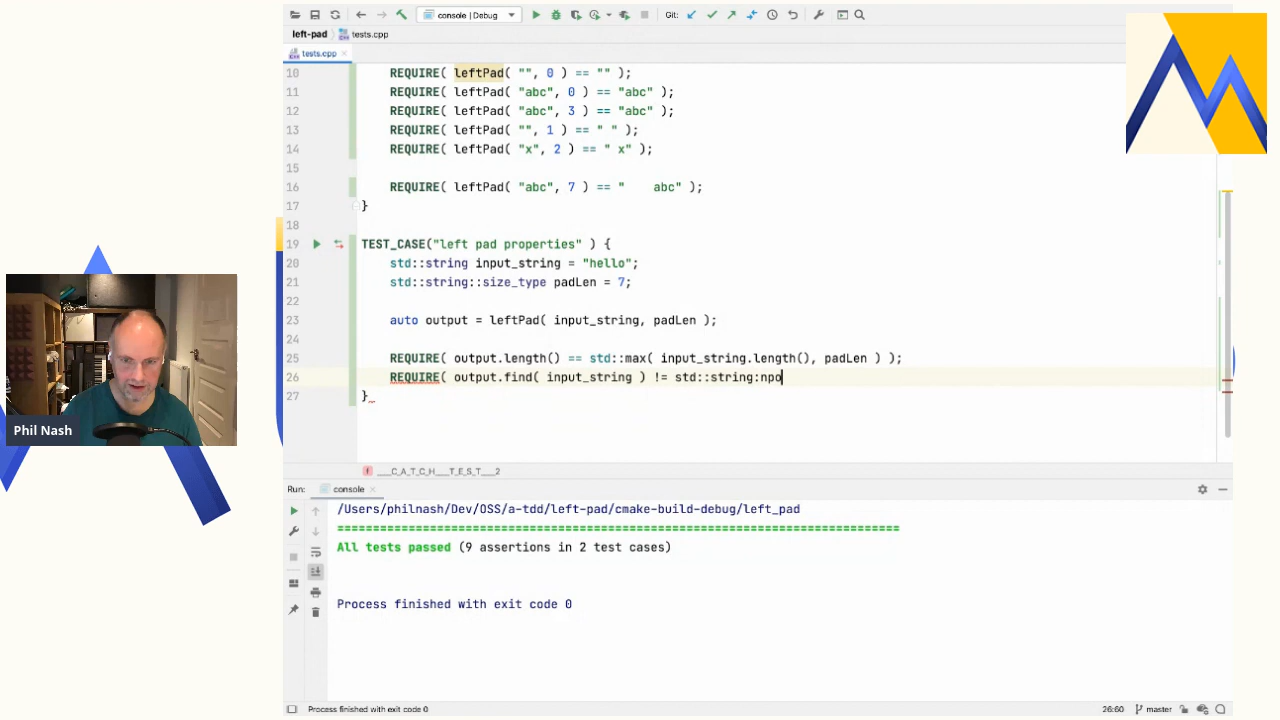 console | Debug
Git:
left-pad
tests.cpp
tests.cpp
10 REQUIRE( leftPad( "", 0 ) == "" );
11 REQUIRE( leftPad( "abc", 0 ) == "abc" );
12 REQUIRE( leftPad( "abc", 3 ) == "abc" );
13 REQUIRE( leftPad( "", 1 ) == " " );
14 REQUIRE( leftPad( "x", 2 ) == " x" );
15
16 REQUIRE( leftPad( "abc", 7 ) == "    abc" );
17 }
18
19 TEST_CASE("left pad properties" ) {
20 std::string input_string = "hello";
21 std::string::size_type padLen = 7;
22
23 auto output = leftPad( input_string, padLen );
24
25 REQUIRE( output.length() == std::max( input_string.length(), padLen ) );
26 REQUIRE( output.find( input_string ) != std::string:npo
27 }
Phil Nash
f ___C_A_T_C_H___T_E_S_T___2
Run: console
/Users/philnash/Dev/OSS/a-tdd/left-pad/cmake-build-debug/left_pad
===============================================================================
All tests passed (9 assertions in 2 test cases)
Process finished with exit code 0
Process finished with exit code 0
26:60
master